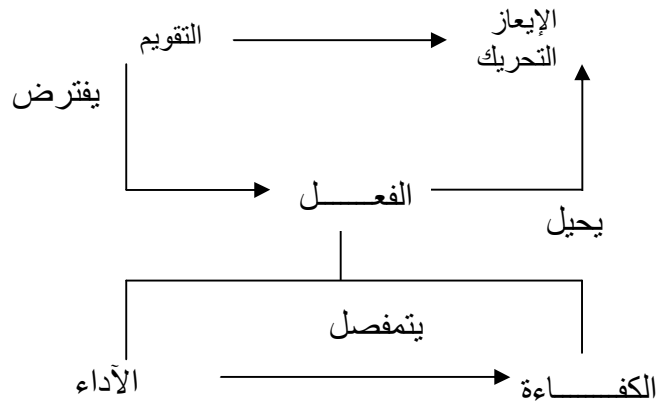 الإيعاز
التحريك
التقويم
يفترض
الفعـــــل
يحيل
يتمفصل
الآداء
الكفـــــاءة